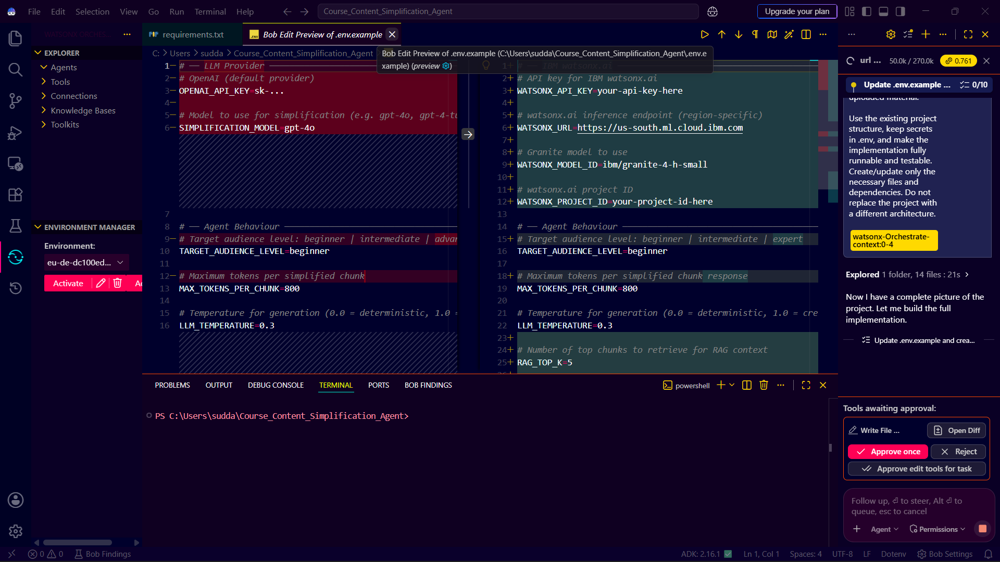 File Edit Selection View Go Run Terminal Help
Course_Content_Simplification_Agent
Upgrade your plan
WATSONX ORCHES...
EXPLORER
Agents
Tools
Connections
Knowledge Bases
Toolkits
ENVIRONMENT MANAGER
Environment:
eu-de-dc100ed...
Activate
Ac
requirements.txt
Bob Edit Preview of .env.example
C: > Users > sudda > Course_Content_Simplification_Agent
Bob Edit Preview of .env.example (C:\Users\sudda\Course_Content_Simplification_Agent\.env.e
xample) (preview)
1 # — LLM Provider
2 # OpenAI (default provider)
3 OPENAI_API_KEY=sk-...
4
5 # Model to use for simplification (e.g. gpt-4o, gpt-4-tu
6 SIMPLIFICATION_MODEL=gpt-4o
7
8 # — Agent Behaviour
9 # Target audience level: beginner | intermediate | advan
10 TARGET_AUDIENCE_LEVEL=beginner
11
12 # Maximum tokens per simplified chunk
13 MAX_TOKENS_PER_CHUNK=800
14
15 # Temperature for generation (0.0 = deterministic, 1.0 =
16 LLM_TEMPERATURE=0.3
1+ # — IBM watsonx.ai
2+ # API key for IBM watsonx.ai
3+ WATSONX_API_KEY=your-api-key-here
4+
5+ # watsonx.ai inference endpoint (region-specific)
6+ WATSONX_URL=https://us-south.ml.cloud.ibm.com
7+
8+ # Granite model to use
9+ WATSONX_MODEL_ID=ibm/granite-4-h-small
10+
11+ # watsonx.ai project ID
12+ WATSONX_PROJECT_ID=your-project-id-here
13
14 # — Agent Behaviour
15+ # Target audience level: beginner | intermediate | expert
16 TARGET_AUDIENCE_LEVEL=beginner
17
18+ # Maximum tokens per simplified chunk response
19 MAX_TOKENS_PER_CHUNK=800
20
21 # Temperature for generation (0.0 = deterministic, 1.0 = cre
22 LLM_TEMPERATURE=0.3
23+
24+ # Number of top chunks to retrieve for RAG context
25+ RAG_TOP_K=5
PROBLEMS OUTPUT DEBUG CONSOLE TERMINAL PORTS BOB FINDINGS
powershell
PS C:\Users\sudda\Course_Content_Simplification_Agent>
url ... 50.0k / 270.0k 0.761
Update .env.example ... 0/10
uploaded material.
Use the existing project
structure, keep secrets
in .env, and make the
implementation fully
runnable and testable.
Create/update only the
necessary files and
dependencies. Do not
replace the project with
a different architecture.
watsonx-Orchestrate-
context:0-4
Explored 1 folder, 14 files : 21s
Now I have a complete picture of the
project. Let me build the full
implementation.
Update .env.example and crea...
Tools awaiting approval:
Write File ... Open Diff
Approve once Reject
Approve edit tools for task
Follow up, ⏎ to steer, Alt ⏎ to
queue, esc to cancel
Agent Permissions
0 0 Bob Findings
ADK: 2.16.1 Ln 1, Col 1 Spaces: 4 UTF-8 LF Dotenv Bob Settings